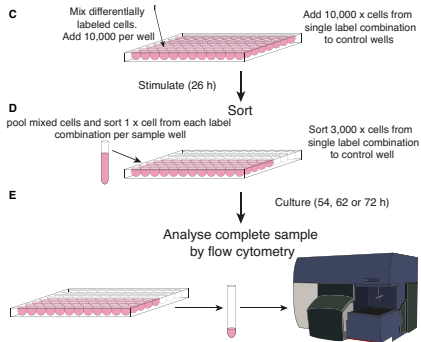 C
Mix differentially
labeled cells.
Add 10,000 per well
Add 10,000 x cells from
single label combination
to control wells
Stimulate (26 h)
D
Sort
pool mixed cells and sort 1 x cell from each label
combination per sample well
Sort 3,000 x cells from
single label combination
to control well
E
Culture (54, 62 or 72 h)
Analyse complete sample
by flow cytometry